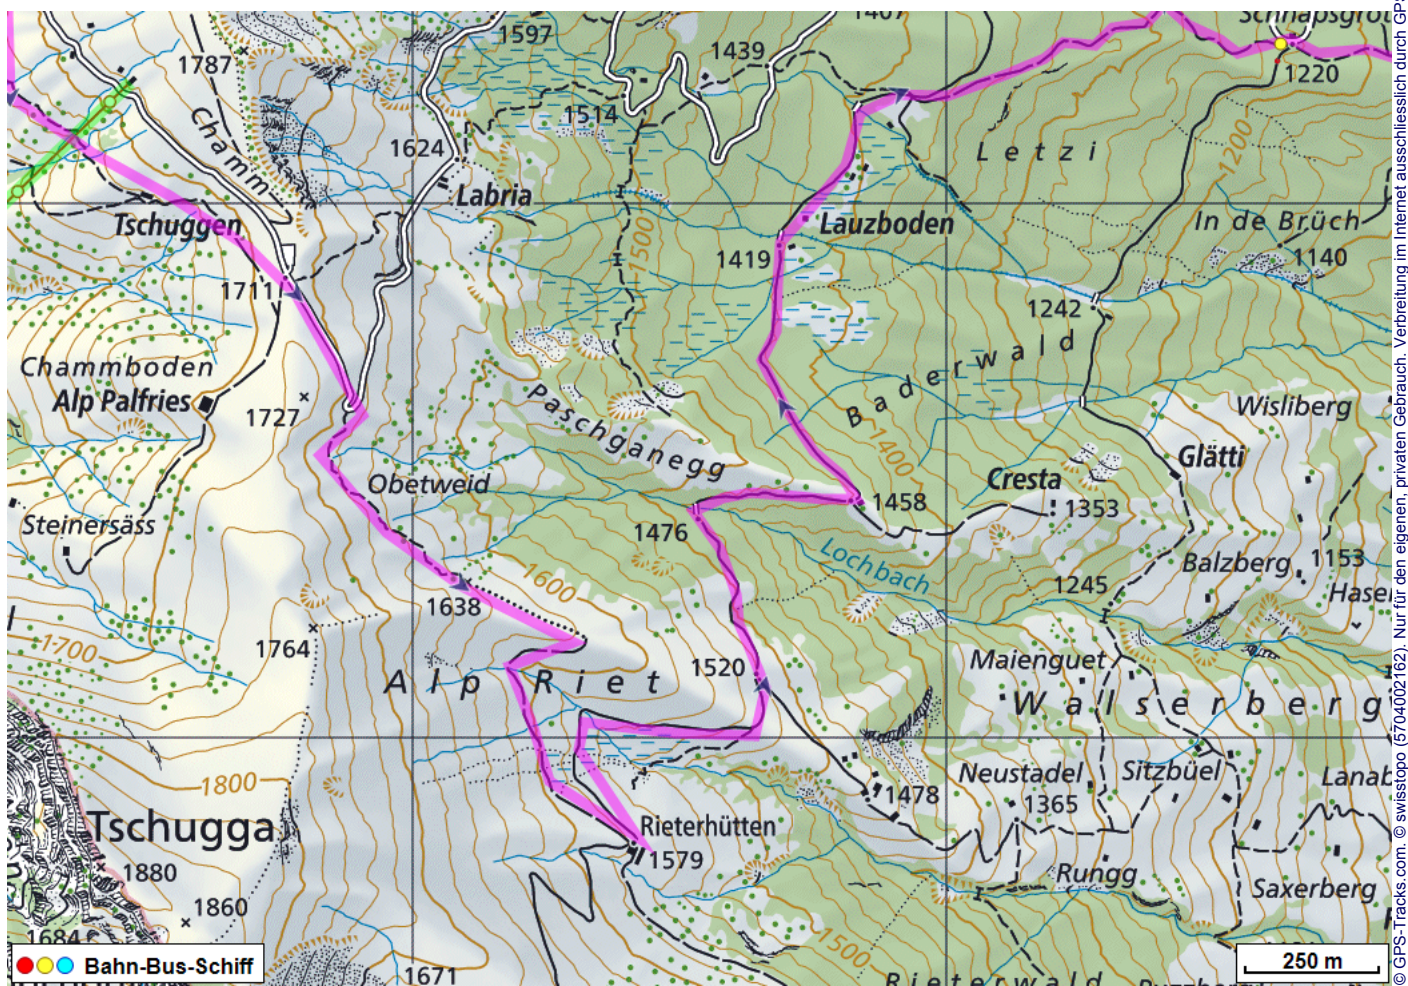 1597
1407
Schnapsgrot
1787
1439
1220
1514
Chamm
1624
Letzi
1200
Labria
Tschuggen
Lauzboden
In de Brüch
1500
1419
1140
1711
1242
Chammboden
Baderwald
Alp Palfries
1727
Paschganegg
Wisliberg
1400
Glätti
Obetweid
Cresta
1458
1353
Steinersäss
1476
Lochbach
Balzberg
1153
1600
1245
Hase
1638
1764
1700
Maienguet
1520
Alp Riet
Walserberg
1800
Neustadel
Sitzbüel
Lanab
1478
1365
Tschugga
Rieterhütten
1579
1880
Rungg
Saxerberg
1860
1684
1500
1671
Rieterwald
Bahn-Bus-Schiff
250 m
© GPS-Tracks.com. © swisstopo (5704002162). Nur für den eigenen, privaten Gebrauch. Verbreitung im Internet ausschliesslich durch GPS